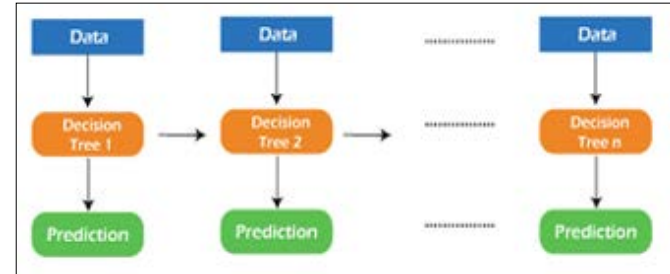 Data
Data
Data
Decision
Tree 1
Decision
Tree 2
Decision
Tree n
Prediction
Prediction
Prediction